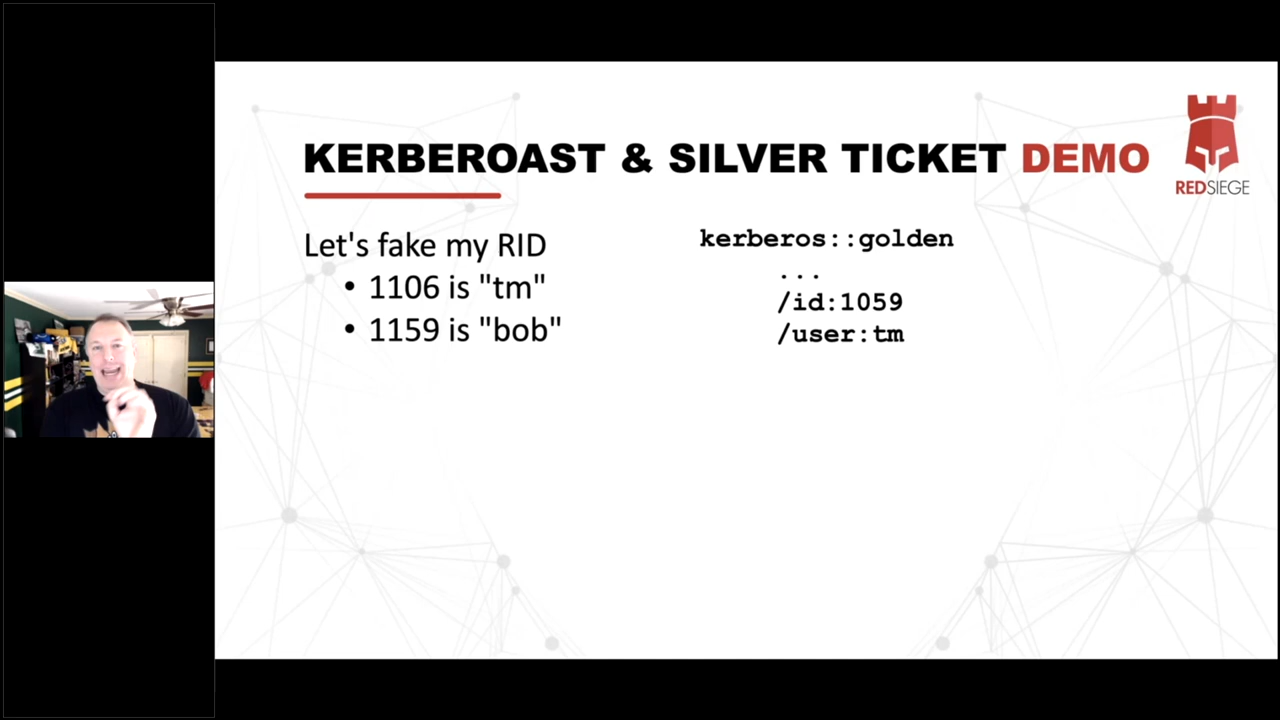 KERBEROAST & SILVER TICKET DEMO
REDSIEGE
Let's fake my RID
• 1106 is "tm"
• 1159 is "bob"
kerberos::golden
...
/id:1059
/user:tm